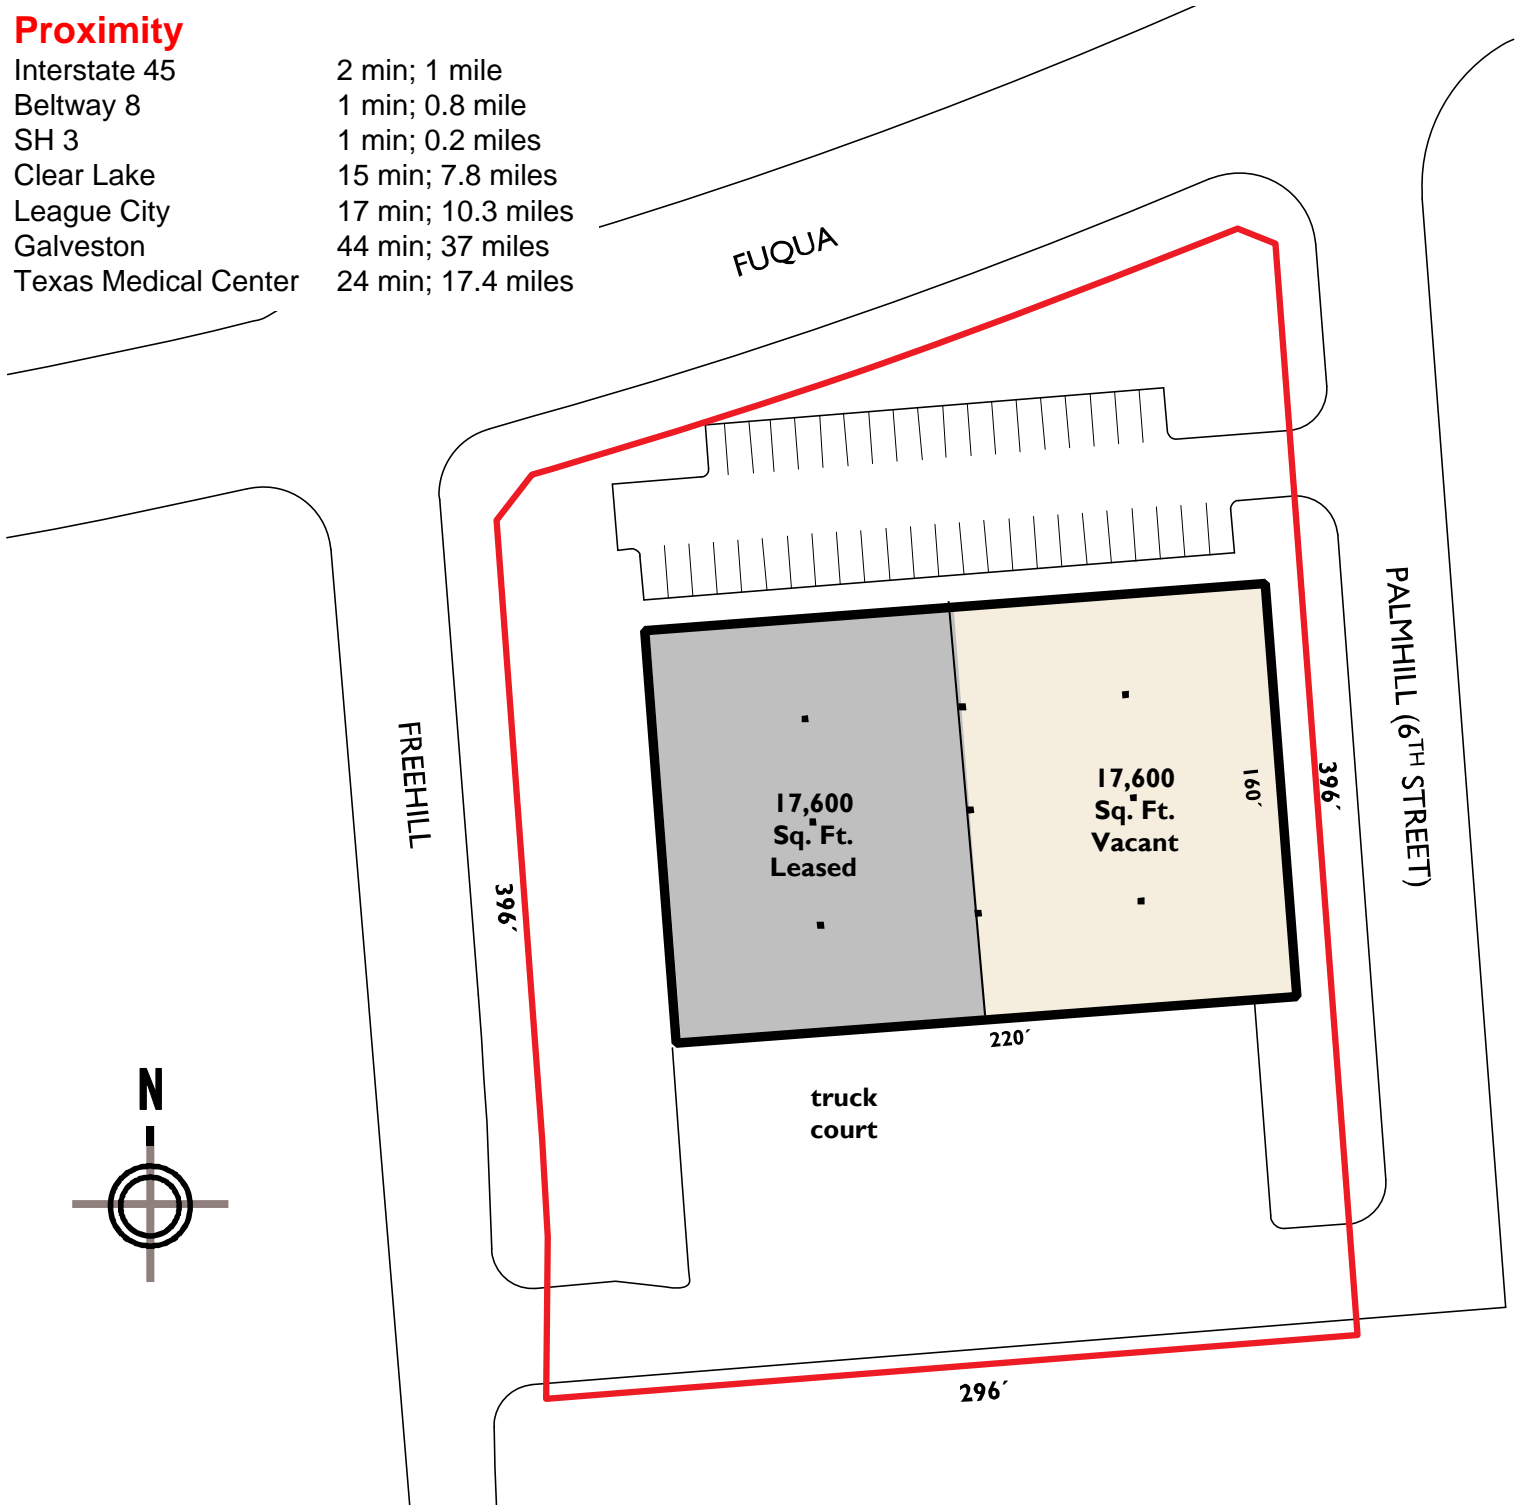 Proximity
Interstate 45 2 min; 1 mile
Beltway 8 1 min; 0.8 mile
SH 3 1 min; 0.2 miles
Clear Lake 15 min; 7.8 miles
League City 17 min; 10.3 miles
Galveston 44 min; 37 miles
Texas Medical Center 24 min; 17.4 miles
FUQUA
PALMHILL (6TH STREET)
FREEHILL
17,600
Sq. Ft.
Leased
17,600
Sq. Ft.
Vacant
160´
396´
396´
220´
truck
court
N
296´